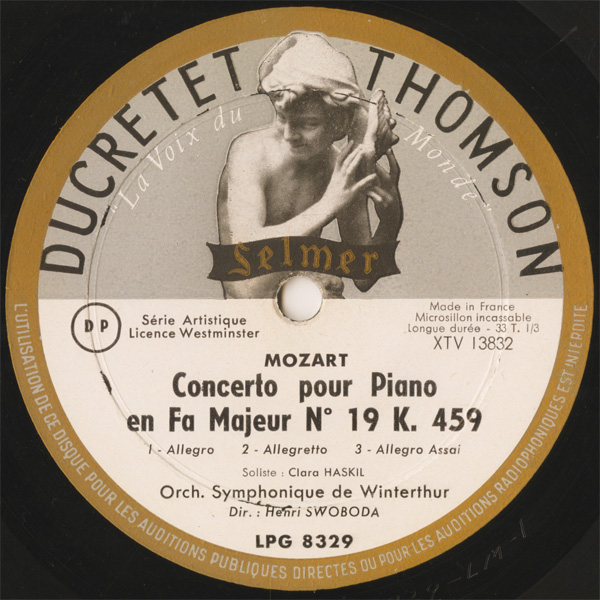 DUCRETET THOMSON
"La Voix du Monde"
Selmer
DP
Série Artistique
Licence Westminster
Made in France
Microsillon incassable
Longue durée - 33 T. 1/3
XTV 13832
MOZART
Concerto pour Piano
en Fa Majeur N° 19 K. 459
1 - Allegro 2 - Allegretto 3 - Allegro Assai
Soliste : Clara HASKIL
Orch. Symphonique de Winterthur
Dir. : Henri SWOBODA
LPG 8329
L'UTILISATION DE CE DISQUE POUR LES AUDITIONS PUBLIQUES DIRECTES OU POUR LES AUDITIONS RADIOPHONIQUES EST INTERDITE